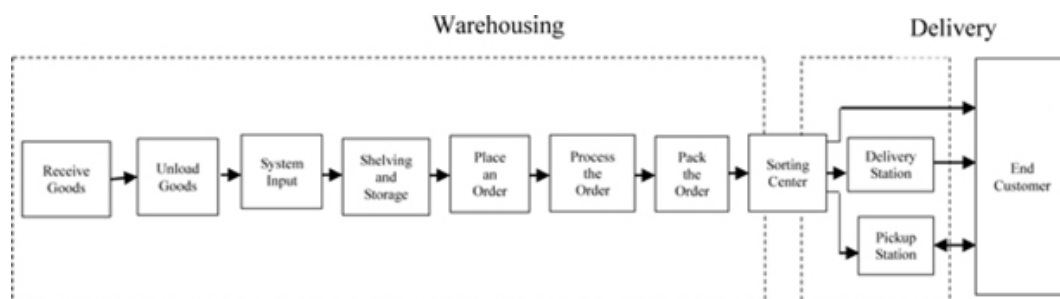 Warehousing
Delivery
Receive
Goods
Unload
Goods
System
Input
Shelving
and
Storage
Place
an
Order
Process
the
Order
Pack
the
Order
Sorting
Center
Delivery
Station
Pickup
Station
End
Customer